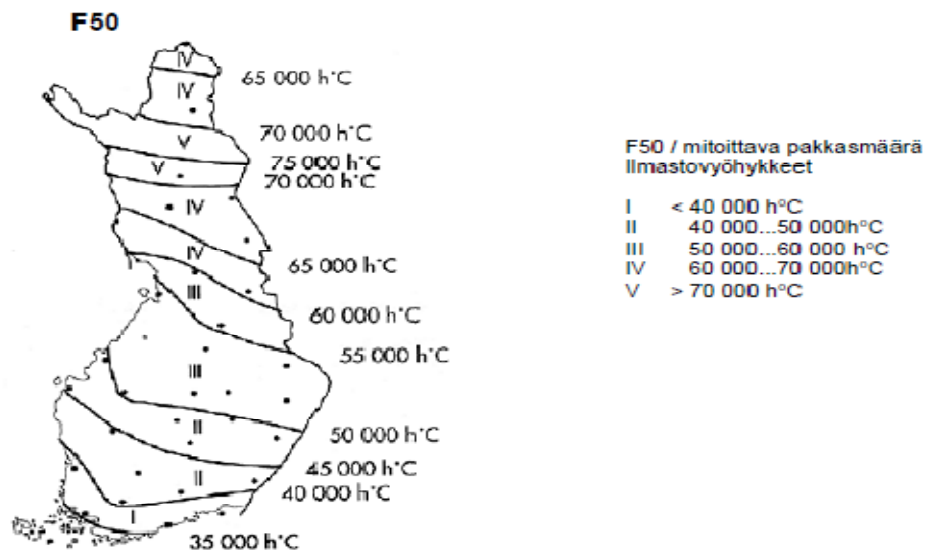 F50
IV
65 000 h°C
IV
70 000 h°C
V
75 000 h°C
V
70 000 h°C
IV
IV
65 000 h°C
III
60 000 h°C
55 000 h°C
III
II
50 000 h°C
45 000 h°C
II
40 000 h°C
I
35 000 h°C
F50 / mitoittava pakkasmäärä
Ilmastovyöhykkeet
I < 40 000 h°C
II 40 000...50 000h°C
III 50 000...60 000 h°C
IV 60 000...70 000h°C
V > 70 000 h°C